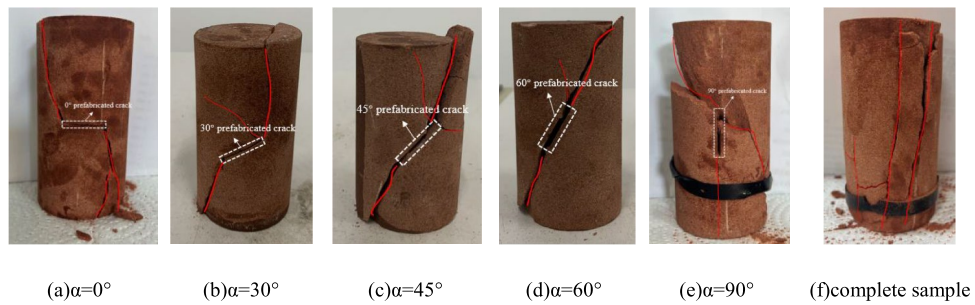 0° prefabricated crack
30° prefabricated crack
45° prefabricated crack
60° prefabricated crack
90° prefabricated crack
(a)α=0°
(b)α=30°
(c)α=45°
(d)α=60°
(e)α=90°
(f)complete sample